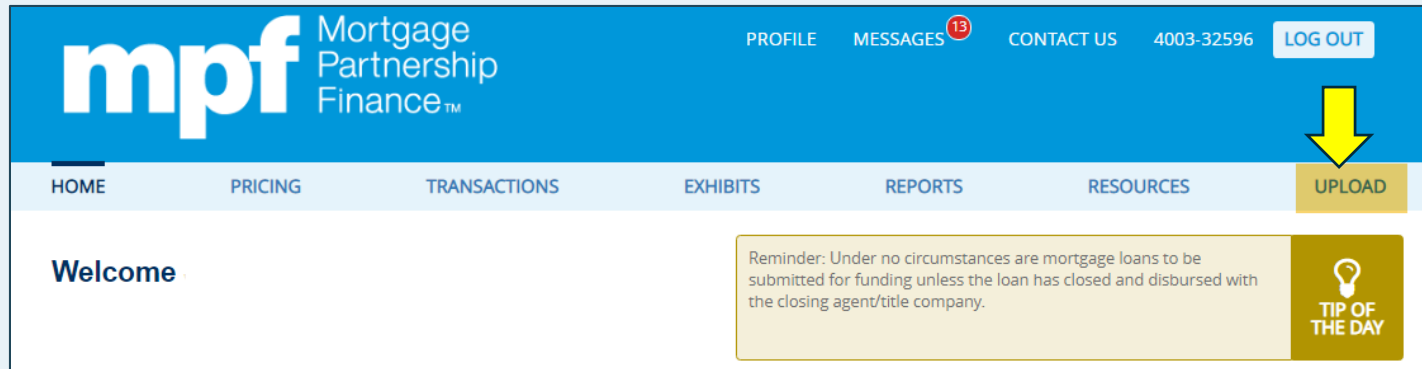 mpf Mortgage
Partnership
Finance™
PROFILE MESSAGES 13 CONTACT US 4003-32596 LOG OUT
HOME PRICING TRANSACTIONS EXHIBITS REPORTS RESOURCES UPLOAD
Welcome
Reminder: Under no circumstances are mortgage loans to be
submitted for funding unless the loan has closed and disbursed with
the closing agent/title company.
TIP OF
THE DAY